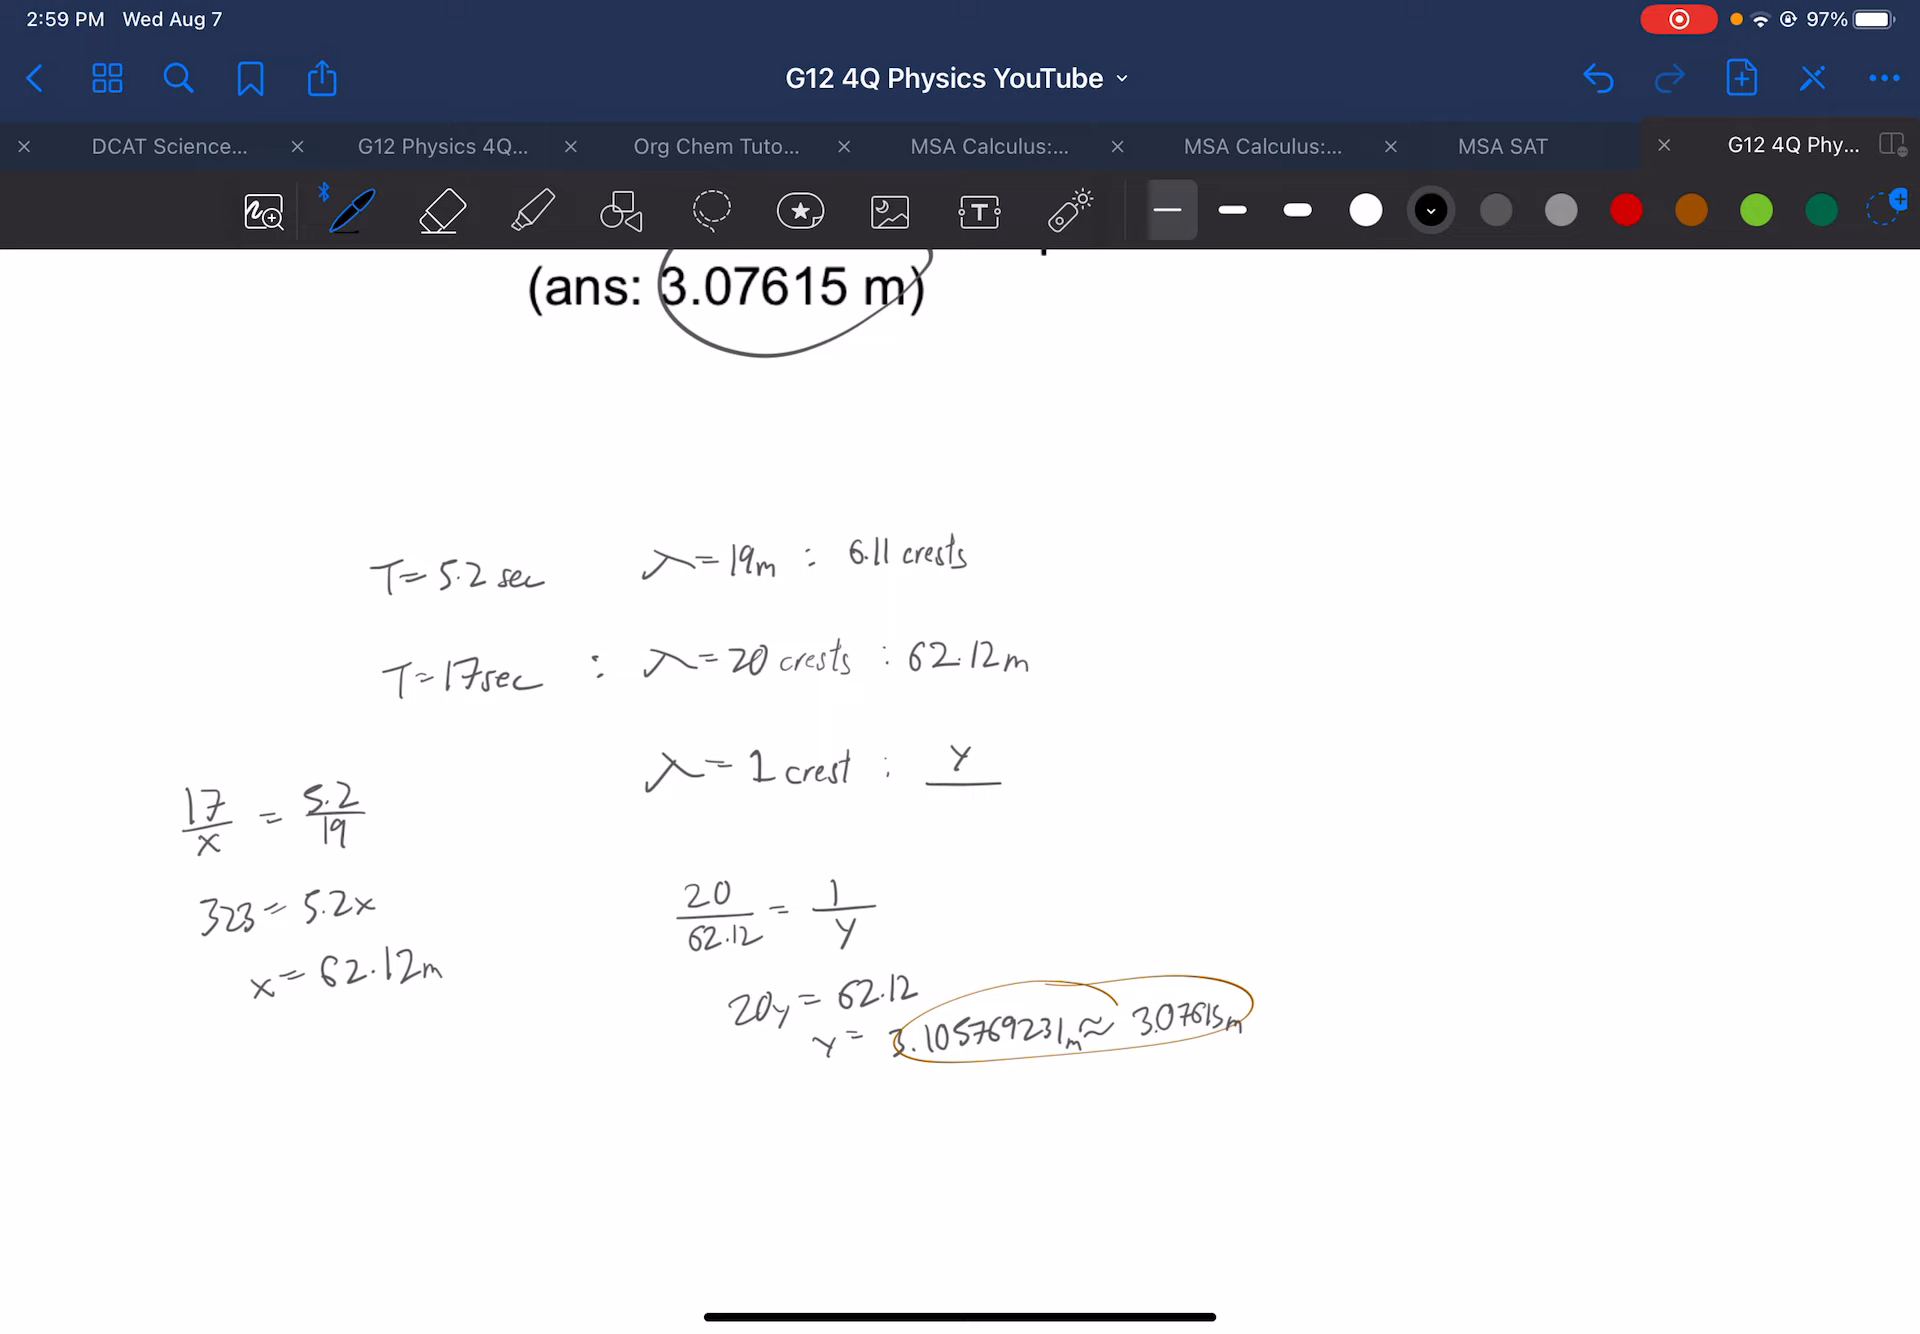 2:59 PM Wed Aug 7 97%
G12 4Q Physics YouTube
DCAT Science... G12 Physics 4Q... Org Chem Tuto... MSA Calculus:... MSA Calculus:... MSA SAT G12 4Q Phy...
(ans: 3.07615 m)
T= 5.2 sec λ= 19m : 6.11 crests
T= 17sec : λ= 20 crests : 62.12m
λ= 1 crest : y
17/x = 5.2/19
323 = 5.2x
x = 62.12m
20/62.12 = 1/y
20y = 62.12
y = 3.105769231m ≈ 3.07615m